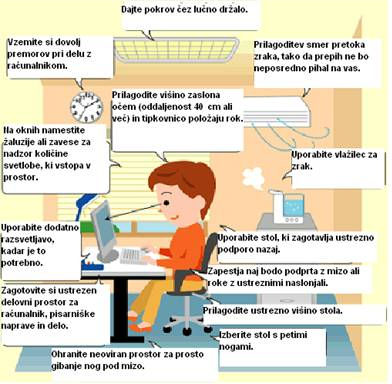 Dajte pokrov čez lučno držalo.
Vzemite si dovolj
premorov pri delu z
računalnikom.
Prilagoditev smer pretoka
zraka, tako da prepih ne bo
neposredno pihal na vas.
Prilagodite višino zaslona
očem (oddaljenost 40 cm ali
več) in tipkovnico položaju rok.
Na oknih namestite
žaluzije ali zavese za
nadzor količine
svetlobe, ki vstopa v
prostor.
Uporabite vlažilec za
zrak.
Uporabite dodatno
razsvetljavo,
kadar je to
potrebno.
Uporabite stol, ki zagotavlja ustrezno
podporo nazaj.
Zapestja naj bodo podprta z mizo ali
roke z ustreznimi naslonjali.
Zagotovite si ustrezen
delovni prostor za
računalnik, pisarniške
naprave in delo.
Prilagodite ustrezno višino stola.
Izberite stol s petimi
nogami.
Ohranite neoviran prostor za prosto
gibanje nog pod mizo.